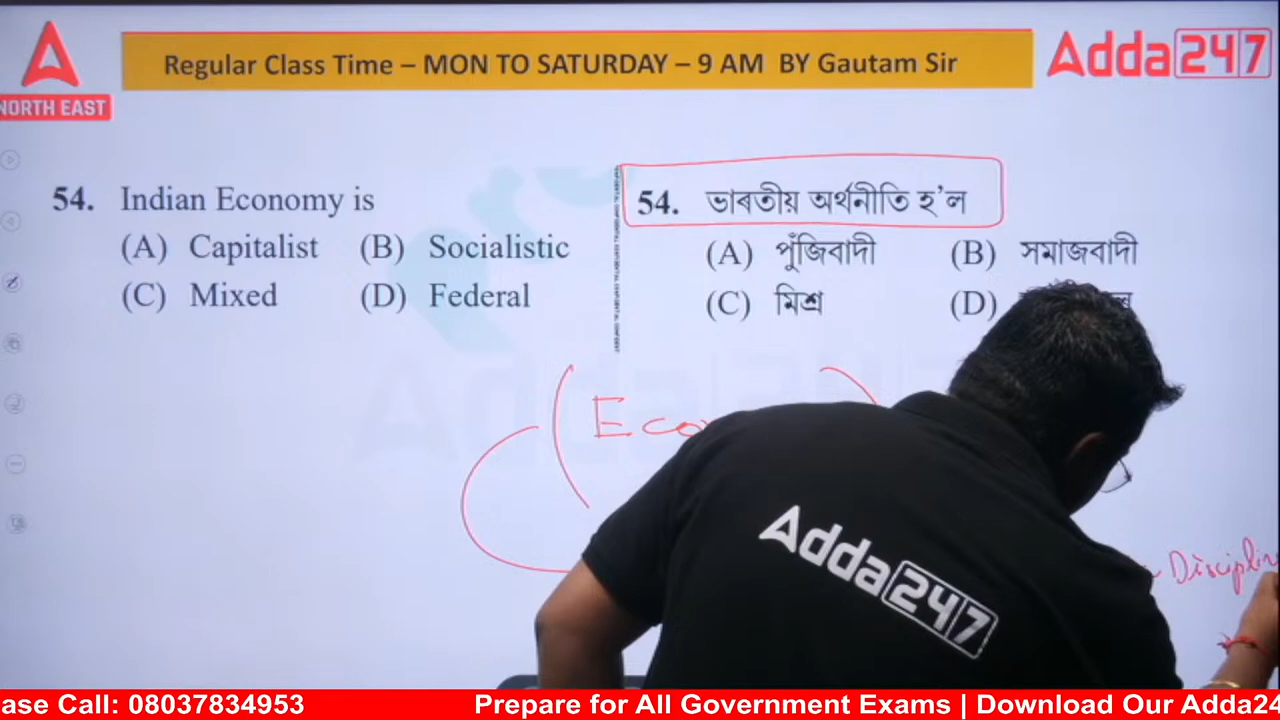 Regular Class Time – MON TO SATURDAY – 9 AM BY Gautam Sir
Adda247
NORTH EAST
54. Indian Economy is
(A) Capitalist (B) Socialistic
(C) Mixed (D) Federal
54. ভাৰতীয় অৰ্থনীতি হ'ল
(A) পুঁজিবাদী (B) সমাজবাদী
(C) মিশ্ৰ (D)
Adda247
ase Call: 08037834953 Prepare for All Government Exams | Download Our Adda24